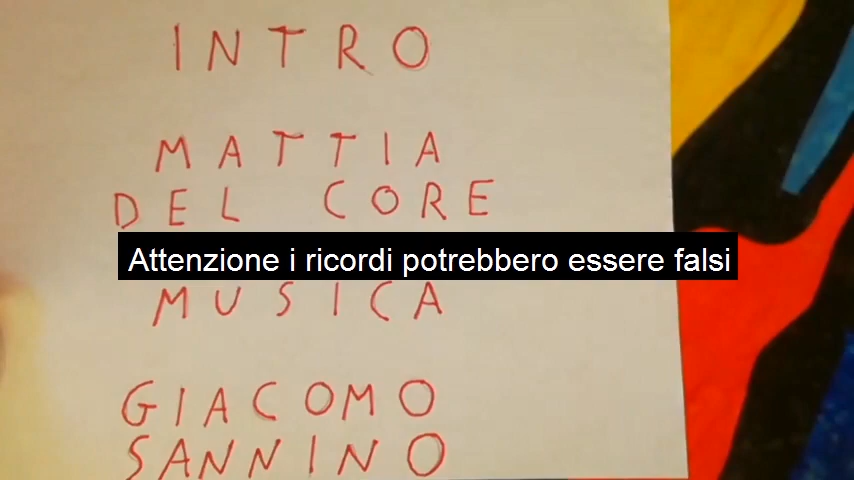 INTRO
MATTIA
DEL CORE
Attenzione i ricordi potrebbero essere falsi
MUSICA
GIACOMO
SANNINO